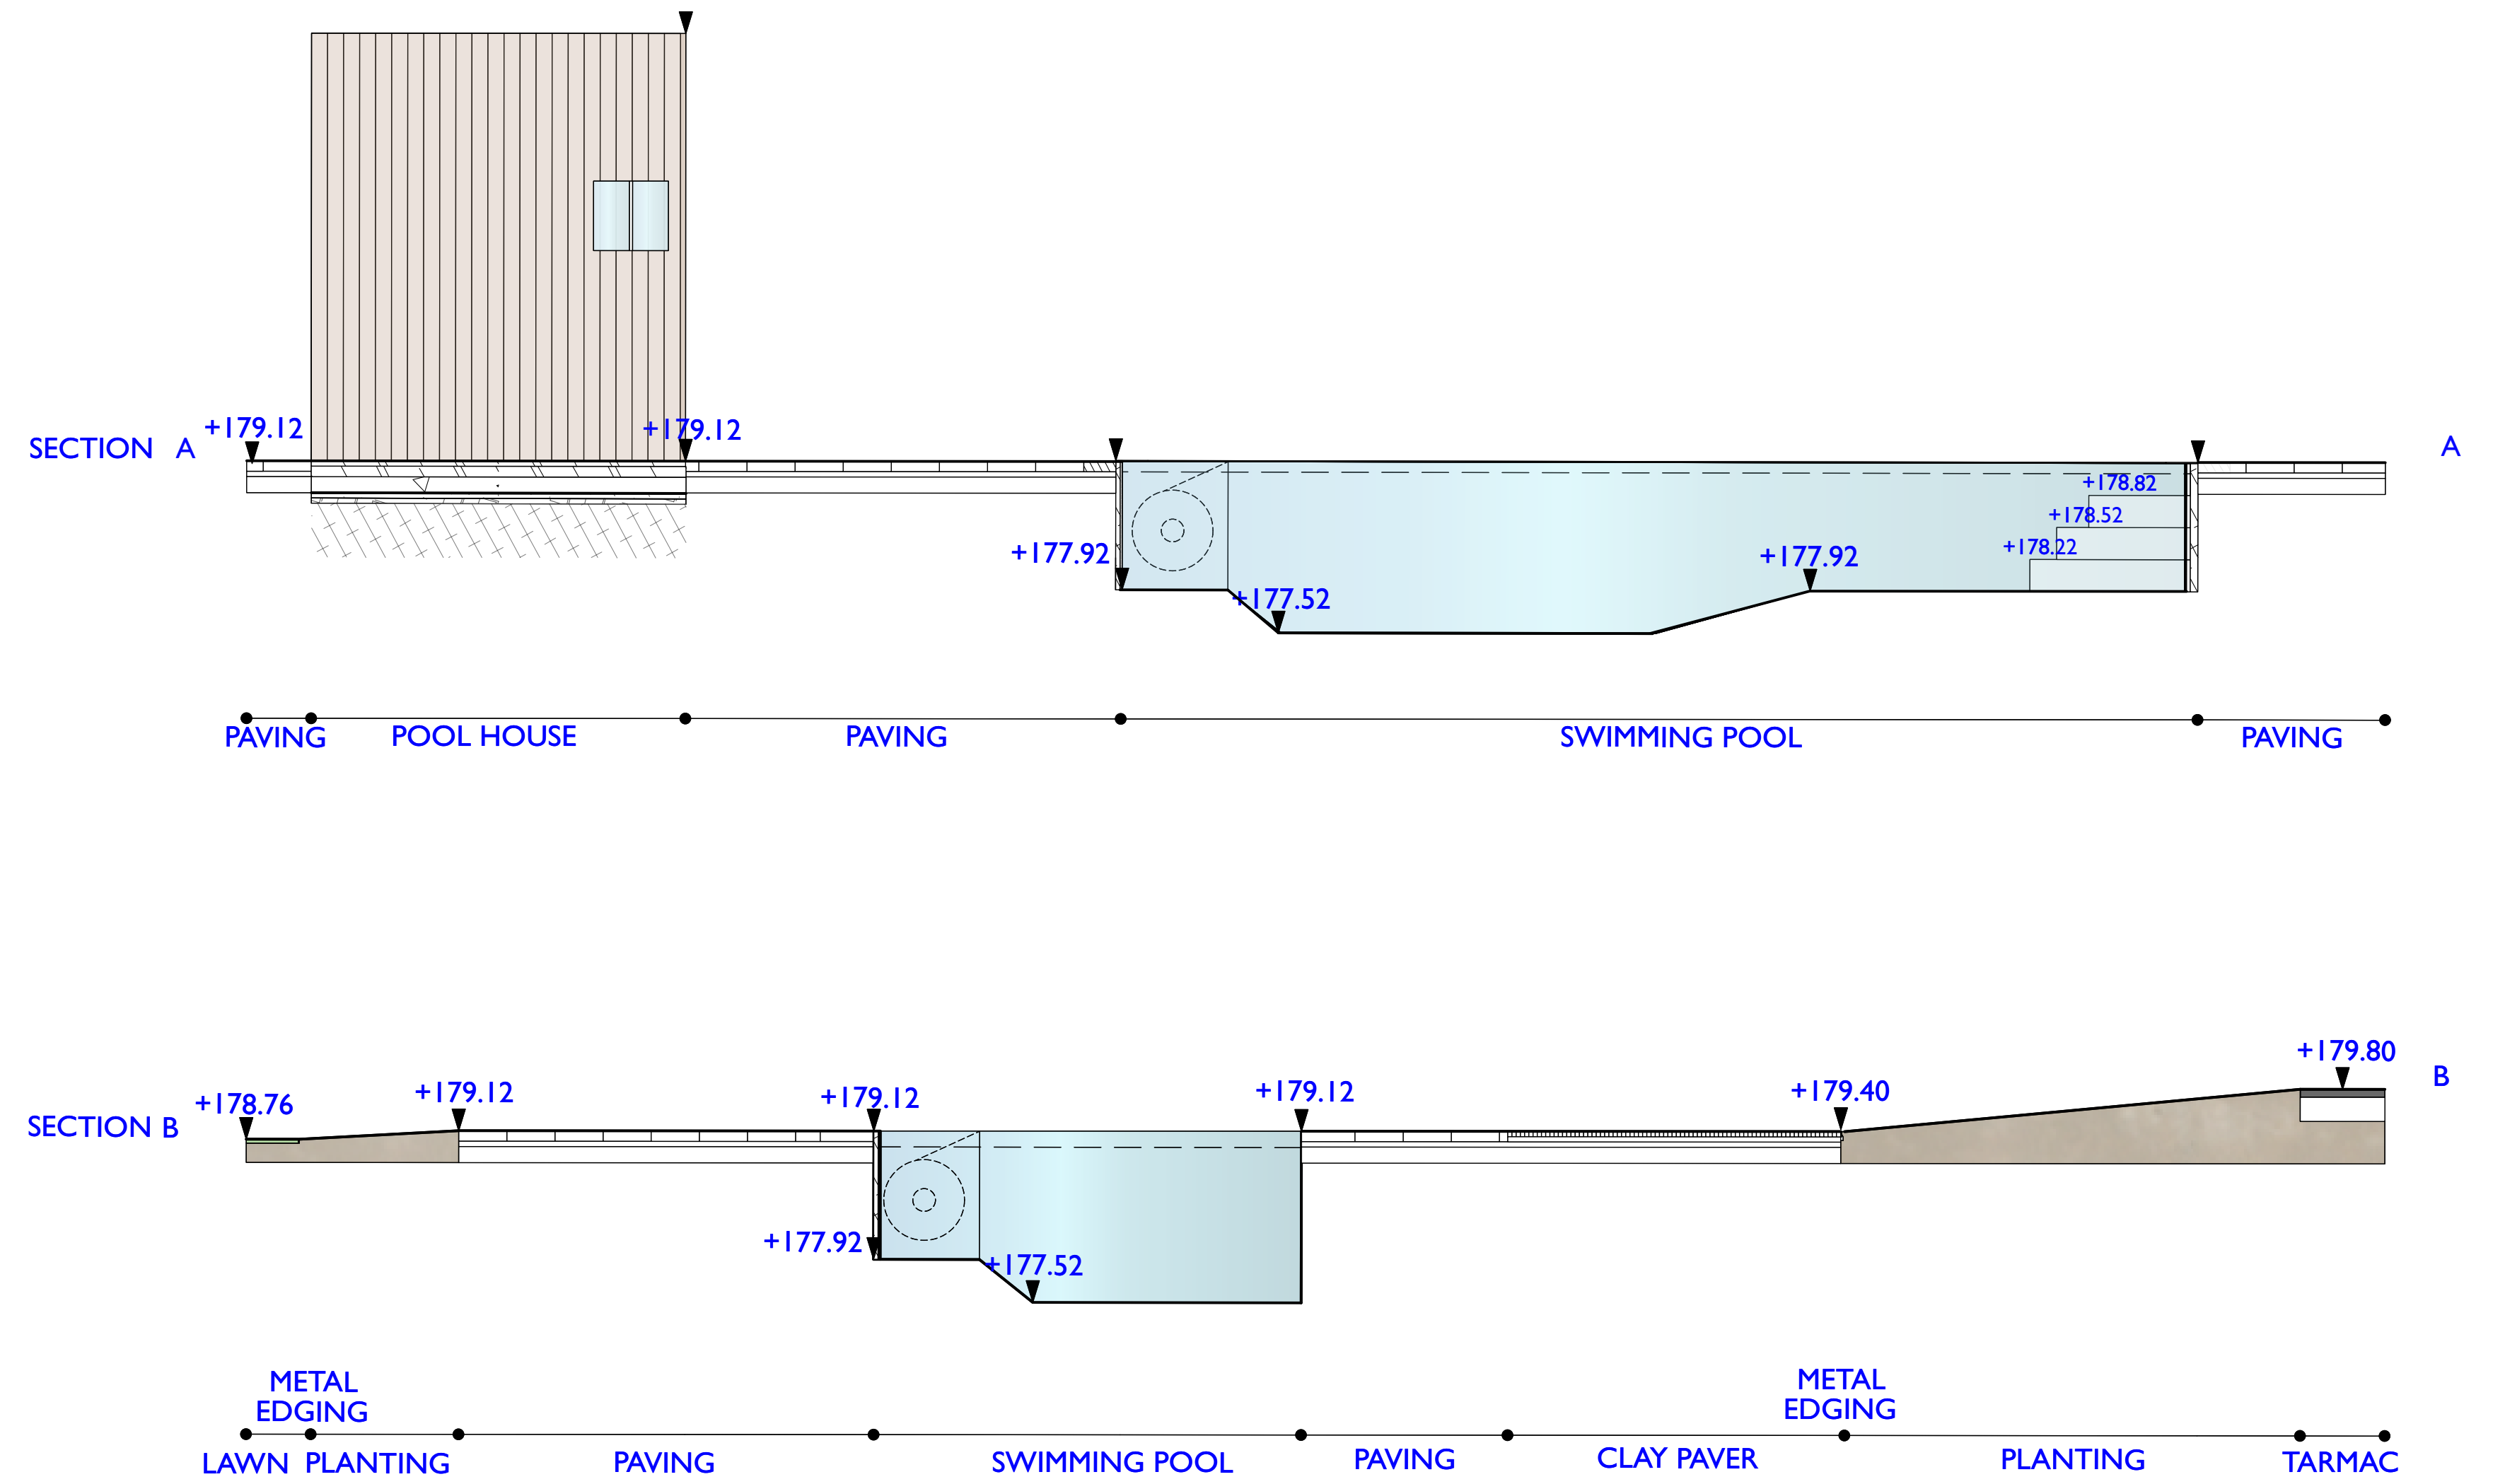 +179.12
+179.12
SECTION A
A
+178.82
+178.52
+178.22
+177.92
+177.92
+177.52
PAVING
POOL HOUSE
PAVING
SWIMMING POOL
PAVING
+179.80
+178.76
+179.12
+179.12
+179.12
+179.40
B
SECTION B
+177.92
+177.52
METAL
EDGING
METAL
EDGING
LAWN
PLANTING
PAVING
SWIMMING POOL
PAVING
CLAY PAVER
PLANTING
TARMAC